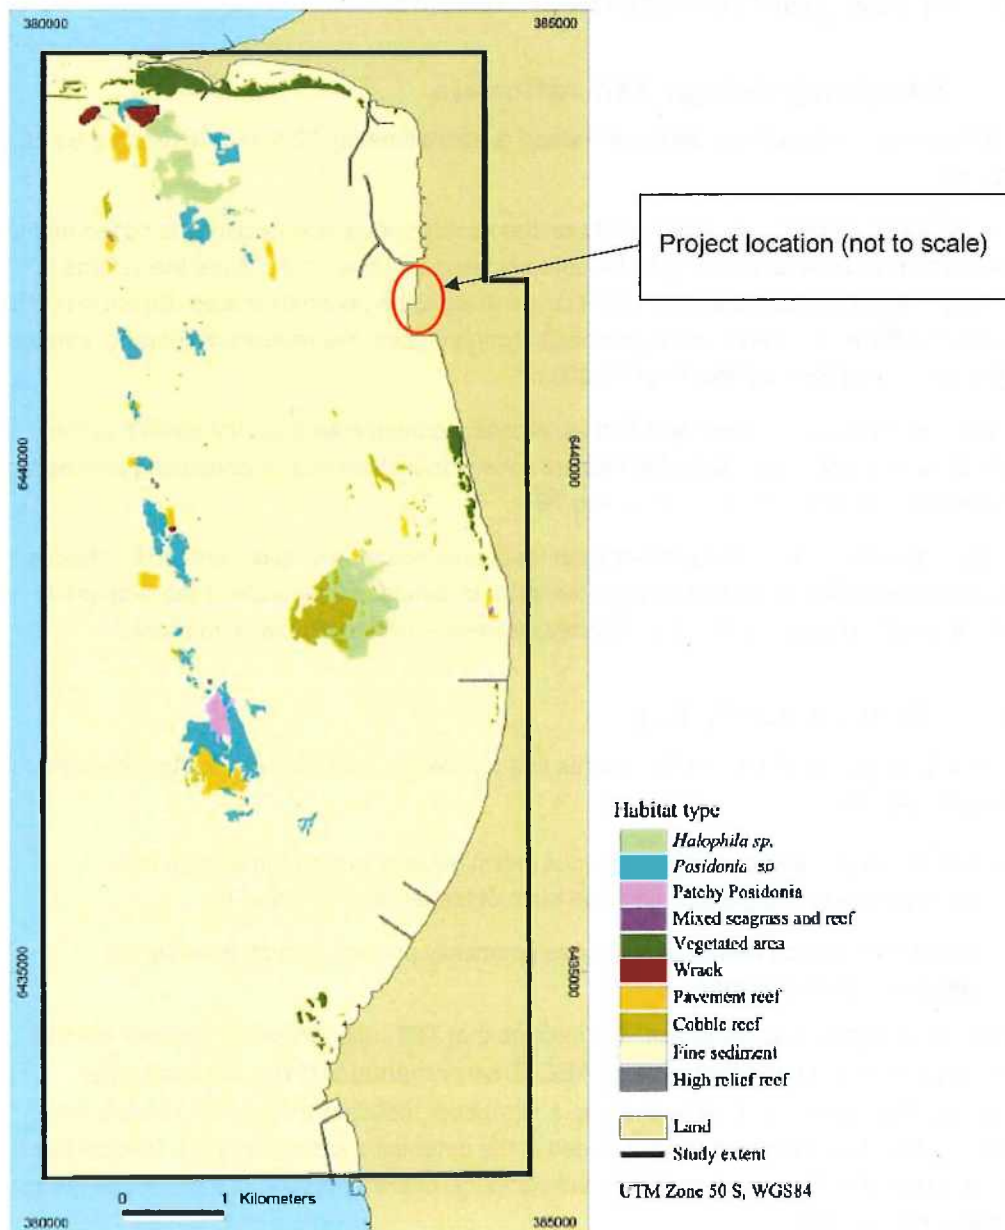 380000
385000
Project location (not to scale)
6440000
6440000
6435000
6435000
Habitat type
Halophila sp.
Posidonia sp
Patchy Posidonia
Mixed seagrass and reef
Vegetated area
Wrack
Pavement reef
Cobble reef
Fine sediment
High relief reef
Land
Study extent
UTM Zone 50 S, WGS84
0 1 Kilometers
380000
385000